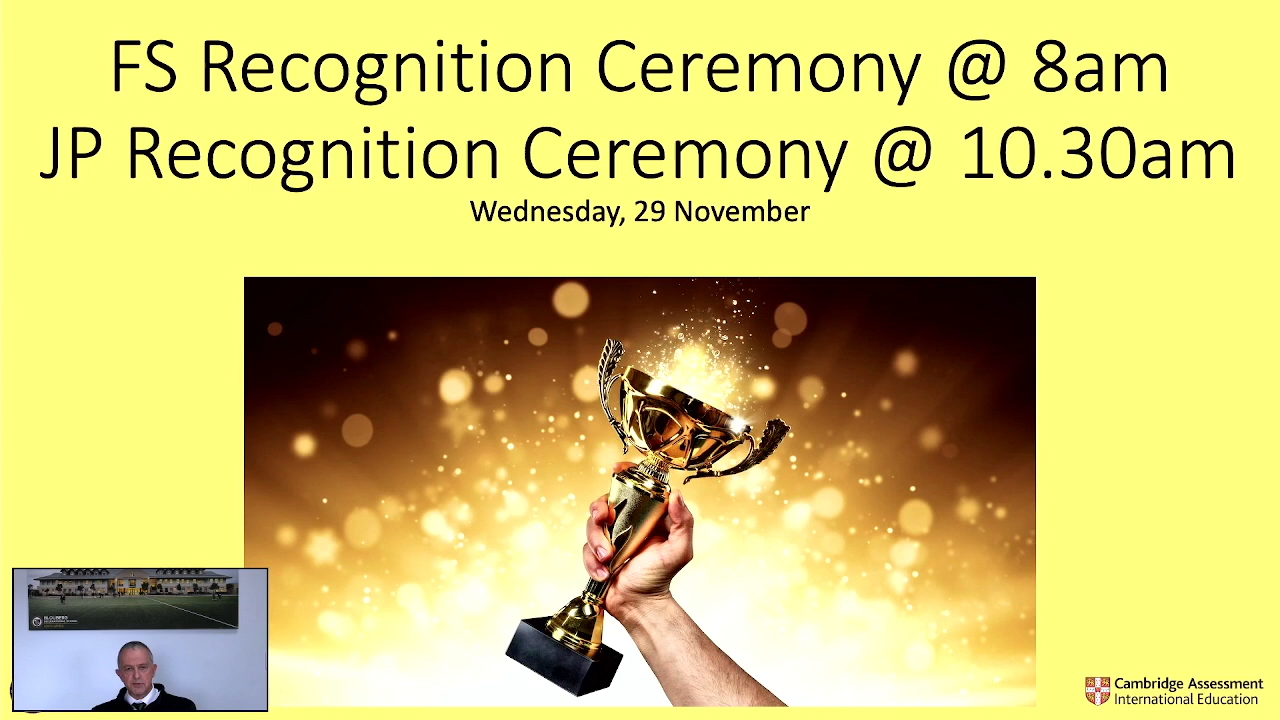 FS Recognition Ceremony @ 8am
JP Recognition Ceremony @ 10.30am
Wednesday, 29 November
Cambridge Assessment
International Education